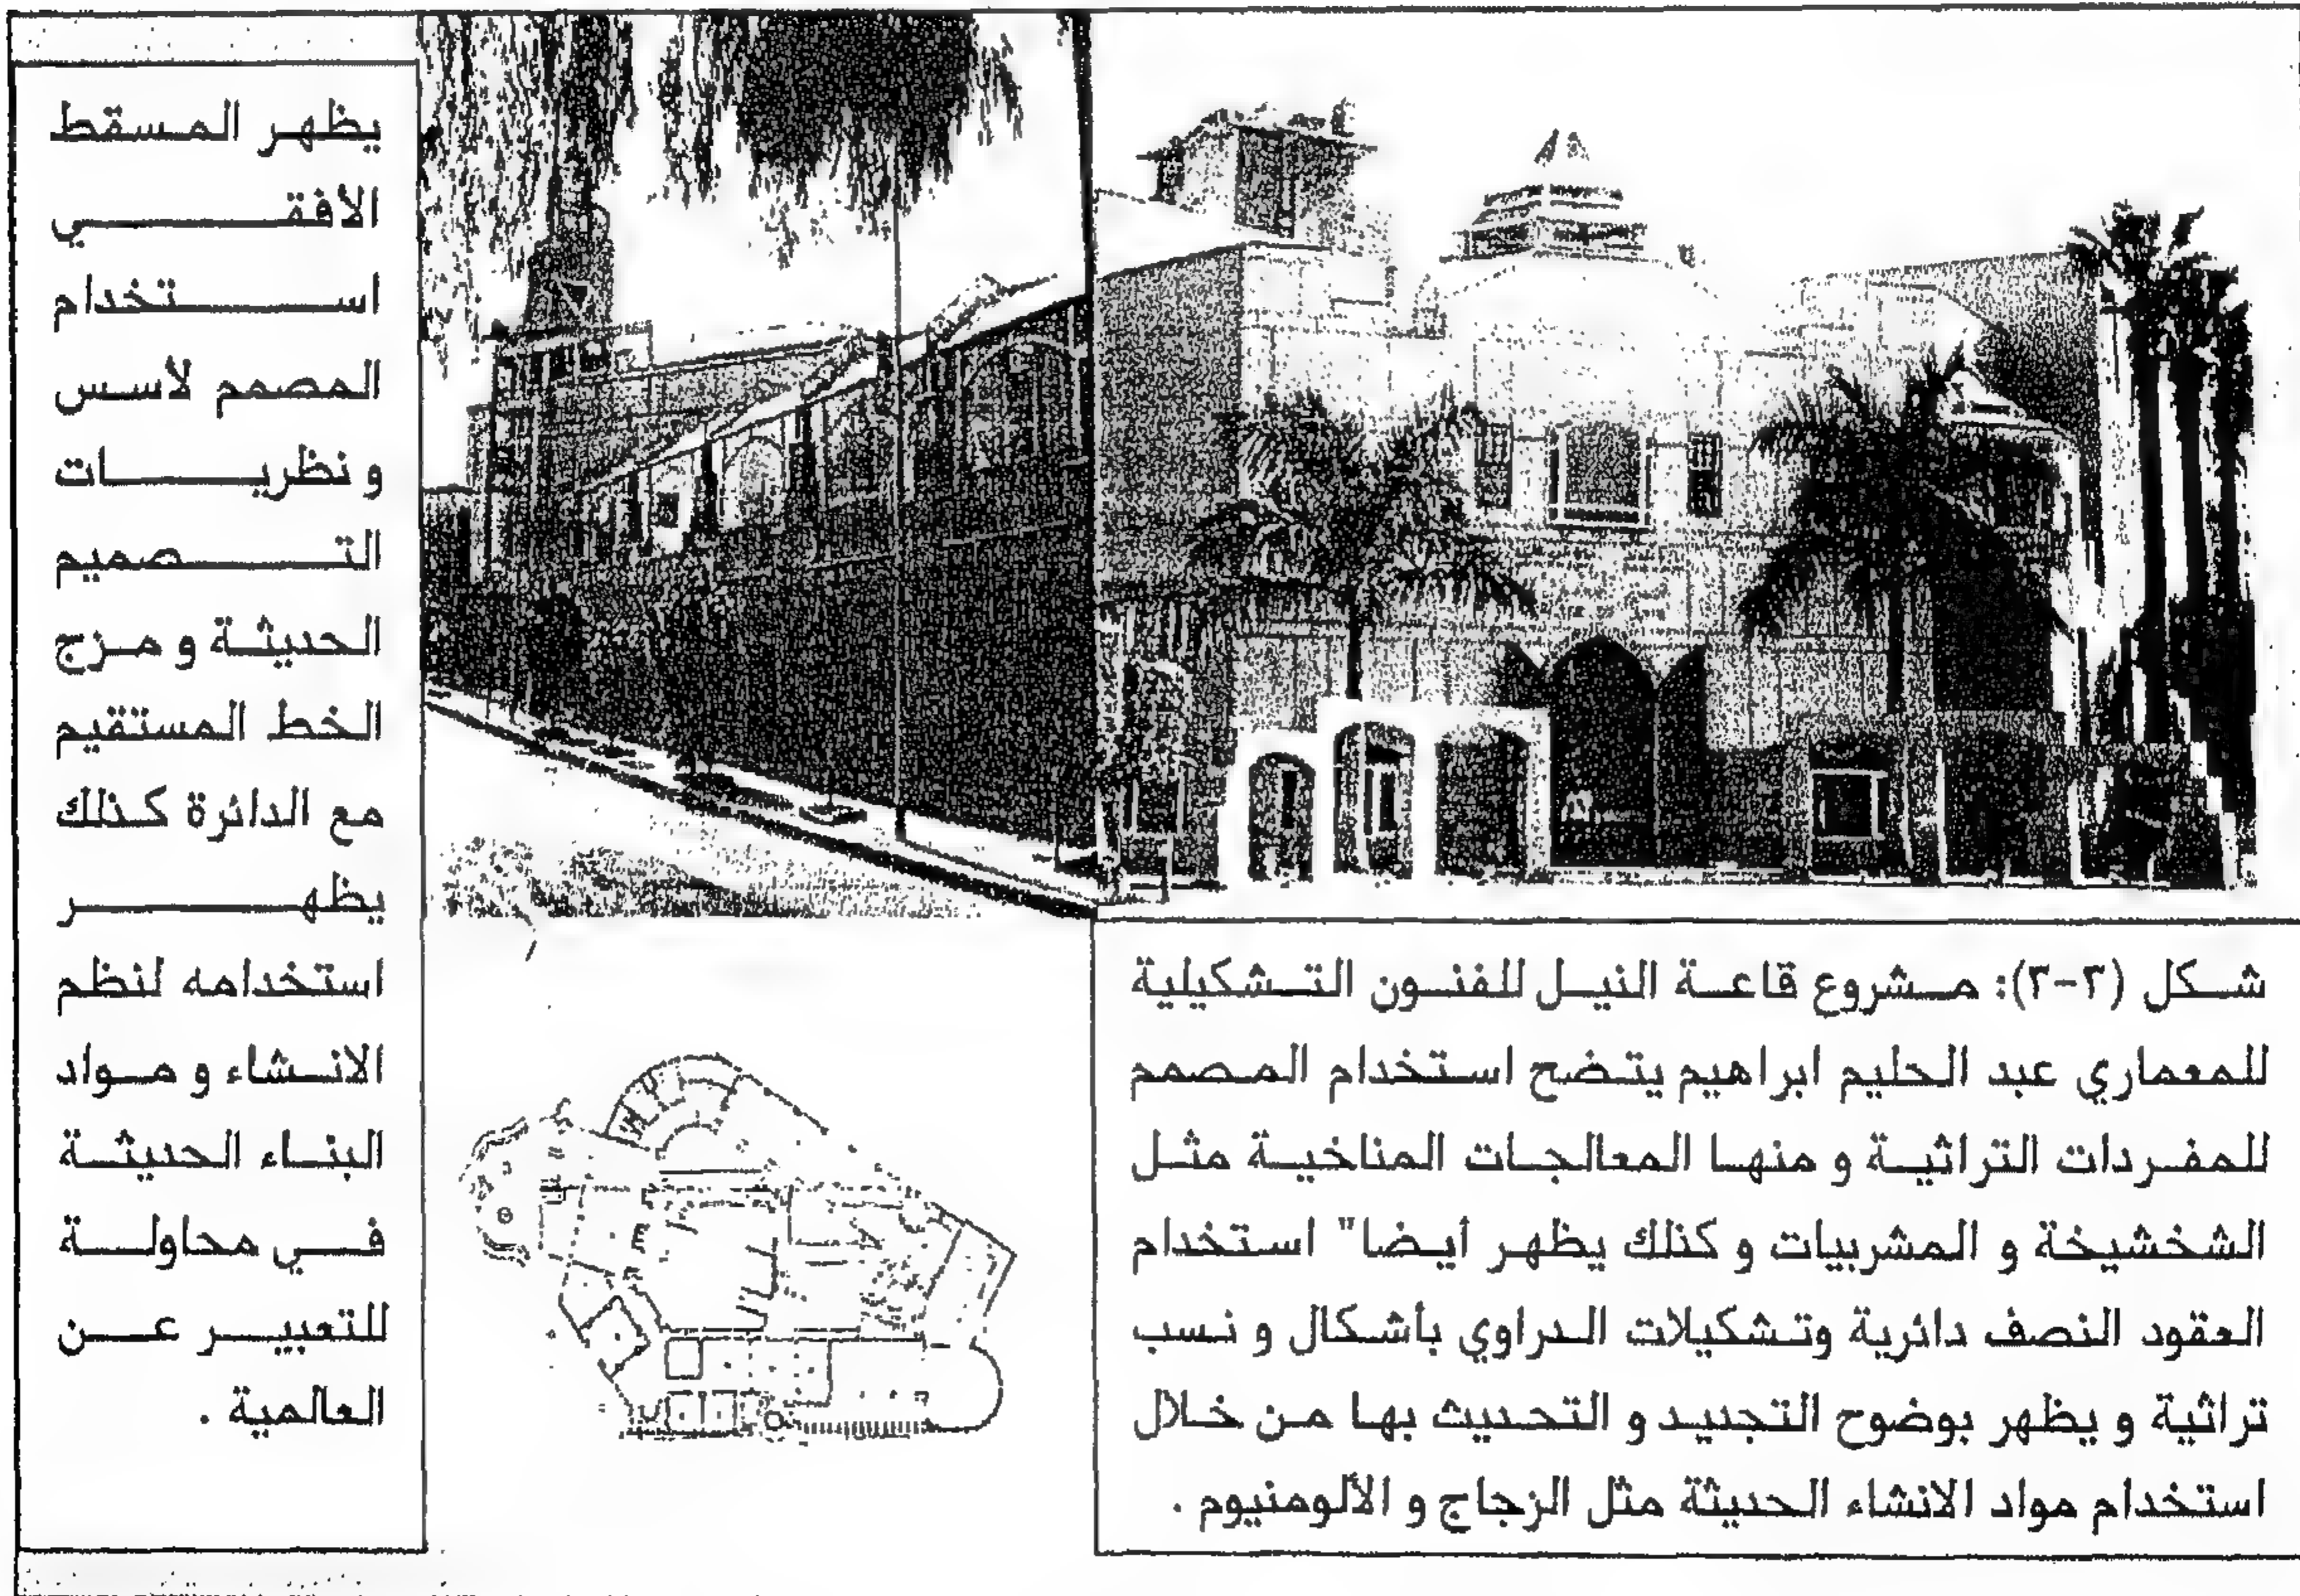 يظهر المسقط
الافقي
استخدام
المصمم لأسس
و نظريات
التصميم
الحديثة و مزج
الخط المستقيم
مع الدائرة كذلك
يظهر
استخدامه لنظم
الانشاء و مواد
البناء الحديثة
في محاولة
للتعبير عن
العالمية .
شكل (٣-٣): مشروع قاعة النيل للفنون التشكيلية
للمعماري عبد الحليم ابراهيم يتضح استخدام المصمم
للمفردات التراثية و منها المعالجات المناخية مثل
الشخشيخة و المشربيات و كذلك يظهر أيضا" استخدام
العقود النصف دائرية وتشكيلات الدراوي بأشكال و نسب
تراثية و يظهر بوضوح التجديد و التحديث بها من خلال
استخدام مواد الانشاء الحديثة مثل الزجاج و الألومنيوم .